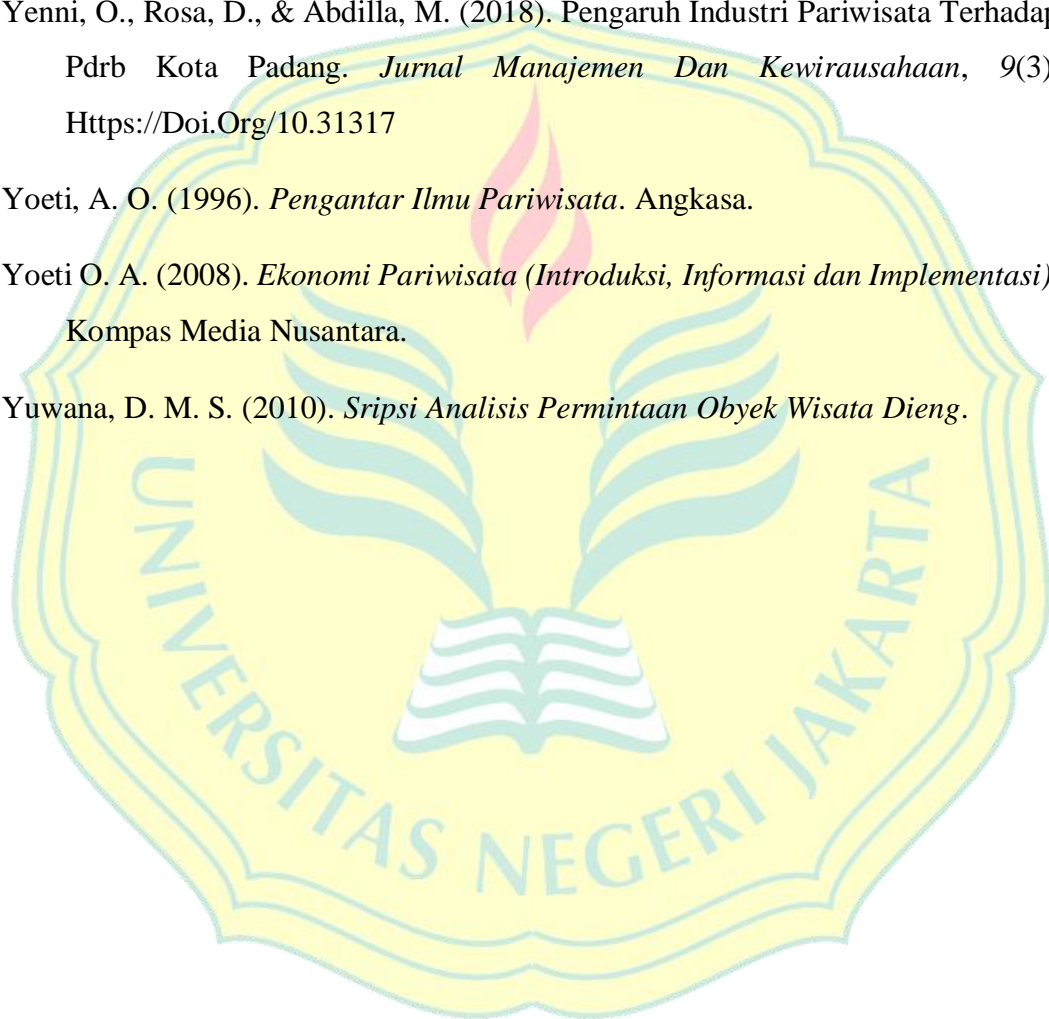 Yenni, O., Rosa, D., & Abdilla, M. (2018). Pengaruh Industri Pariwisata Terhadap
Pdrb Kota Padang. Jurnal Manajemen Dan Kewirausahaan, 9(3)
Https://Doi.Org/10.31317
Yoeti, A. O. (1996). Pengantar Ilmu Pariwisata. Angkasa.
Yoeti O. A. (2008). Ekonomi Pariwisata (Introduksi, Informasi dan Implementasi)
Kompas Media Nusantara.
Yuwana, D. M. S. (2010). Sripsi Analisis Permintaan Obyek Wisata Dieng.
UNIVERSITAS NEGERI JAKARTA